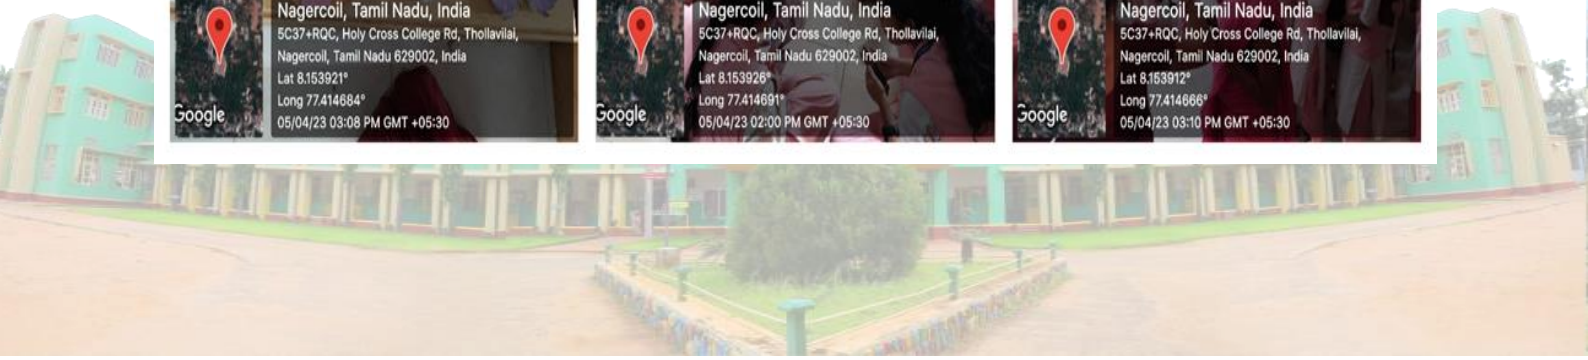 Nagercoil, Tamil Nadu, India
5C37+RQC, Holy Cross College Rd, Thollavilai,
Nagercoil, Tamil Nadu 629002, India
Lat 8.153921°
Long 77.414684°
05/04/23 03:08 PM GMT +05:30
Google
Nagercoil, Tamil Nadu, India
5C37+RQC, Holy Cross College Rd, Thollavilai,
Nagercoil, Tamil Nadu 629002, India
Lat 8.153926°
Long 77.414691°
05/04/23 02:00 PM GMT +05:30
Google
Nagercoil, Tamil Nadu, India
5C37+RQC, Holy Cross College Rd, Thollavilai,
Nagercoil, Tamil Nadu 629002, India
Lat 8.153912°
Long 77.414666°
05/04/23 03:10 PM GMT +05:30
Google